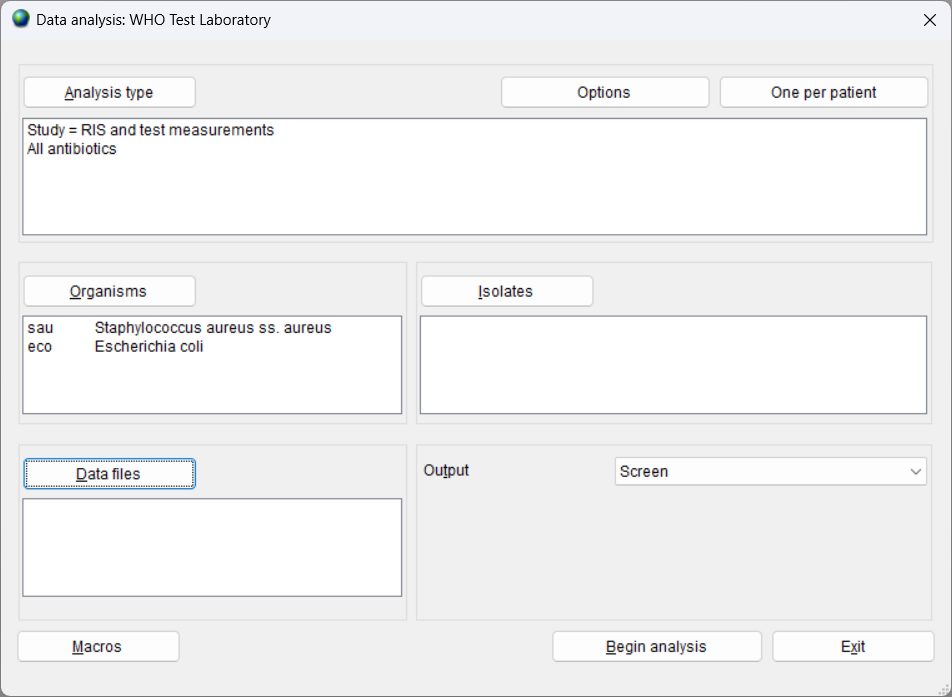 Data analysis: WHO Test Laboratory
Analysis type
Options
One per patient
Study = RIS and test measurements
All antibiotics
Organisms
Isolates
sau Staphylococcus aureus ss. aureus
eco Escherichia coli
Data files
Output
Screen
Macros
Begin analysis
Exit